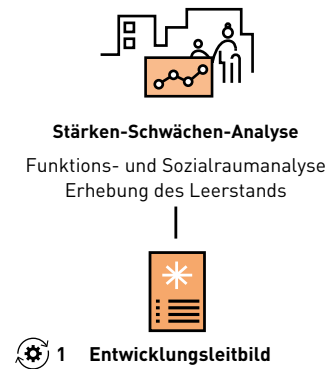 Stärken-Schwächen-Analyse
Funktions- und Sozialraumanalyse
Erhebung des Leerstands
1 Entwicklungsleitbild